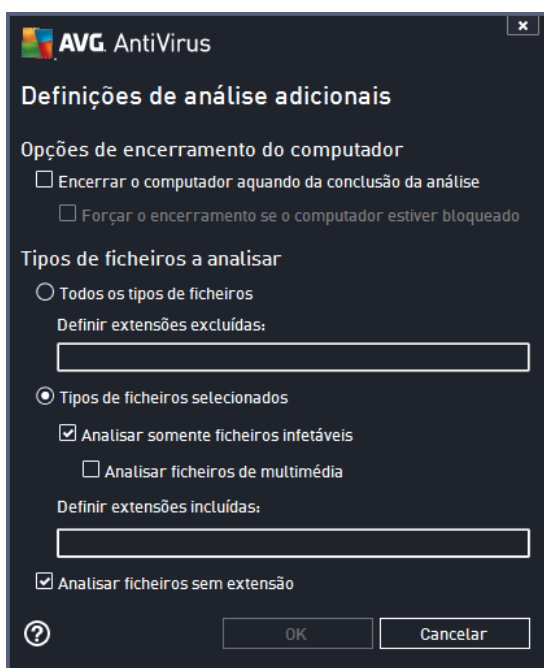 AVG. AntiVirus
Definições de análise adicionais
Opções de encerramento do computador
Encerrar o computador aquando da conclusão da análise
Forçar o encerramento se o computador estiver bloqueado
Tipos de ficheiros a analisar
Todos os tipos de ficheiros
Definir extensões excluídas:
Tipos de ficheiros selecionados
Analisar somente ficheiros infetáveis
Analisar ficheiros de multimédia
Definir extensões incluídas:
Analisar ficheiros sem extensão
? OK Cancelar